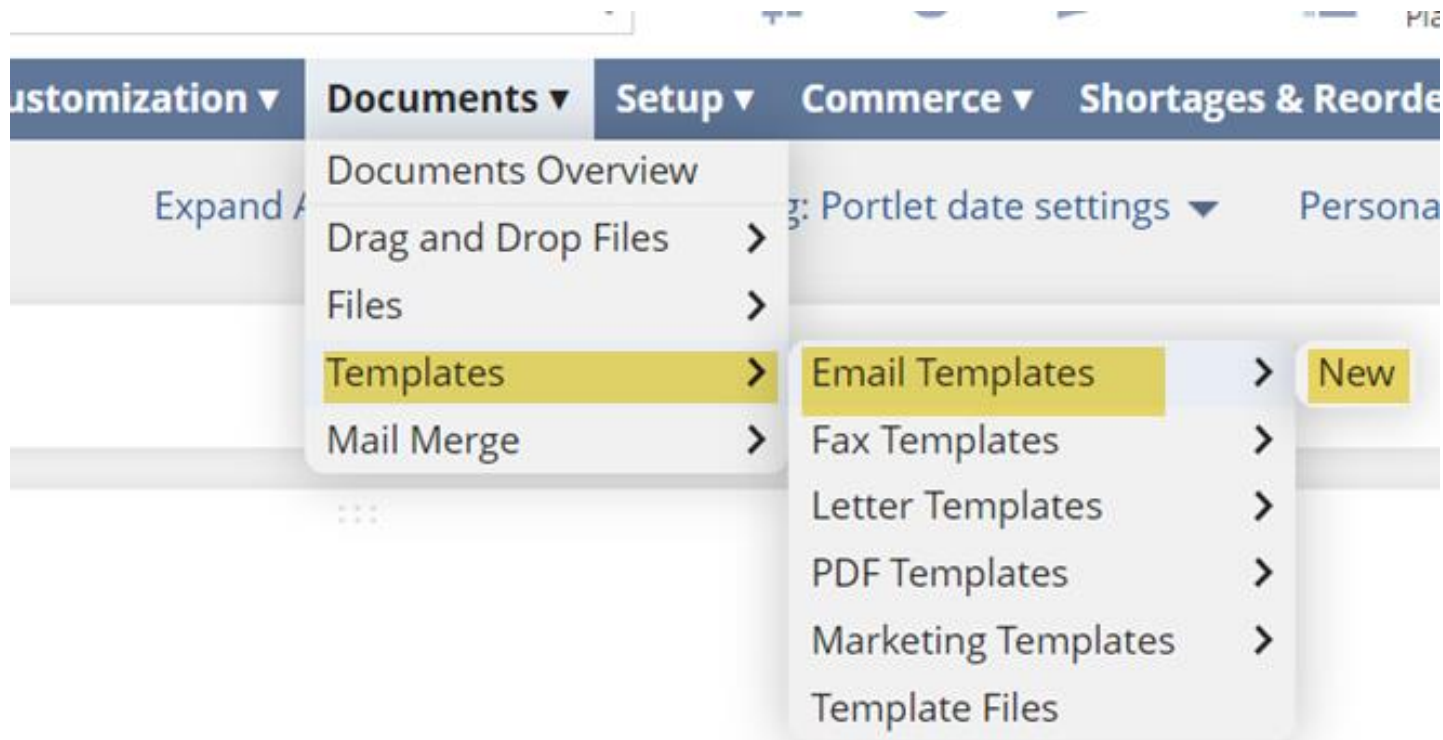 ustomization ▾ Documents ▾ Setup ▾ Commerce ▾ Shortages & Reorde
Documents Overview
Expand A g: Portlet date settings ▾ Persona
Drag and Drop Files >
Files >
Templates > Email Templates > New
Mail Merge > Fax Templates >
Letter Templates >
PDF Templates >
Marketing Templates >
Template Files